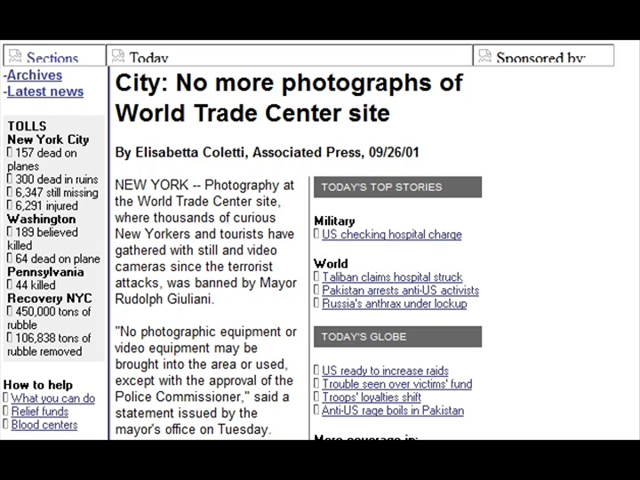 Sections
Today
Sponsored by:
-Archives
-Latest news
TOLLS
New York City
157 dead on
planes
300 dead in ruins
6,347 still missing
6,291 injured
Washington
189 believed
killed
64 dead on plane
Pennsylvania
44 killed
Recovery NYC
450,000 tons of
rubble
106,838 tons of
rubble removed
How to help
What you can do
Relief funds
Blood centers
City: No more photographs of
World Trade Center site
By Elisabetta Coletti, Associated Press, 09/26/01
NEW YORK -- Photography at
the World Trade Center site,
where thousands of curious
New Yorkers and tourists have
gathered with still and video
cameras since the terrorist
attacks, was banned by Mayor
Rudolph Giuliani.
"No photographic equipment or
video equipment may be
brought into the area or used,
except with the approval of the
Police Commissioner," said a
statement issued by the
mayor's office on Tuesday.
TODAY'S TOP STORIES
Military
US checking hospital charge
World
Taliban claims hospital struck
Pakistan arrests anti-US activists
Russia's anthrax under lockup
TODAY'S GLOBE
US ready to increase raids
Trouble seen over victims' fund
Troops' loyalties shift
Anti-US rage boils in Pakistan
More coverage in: